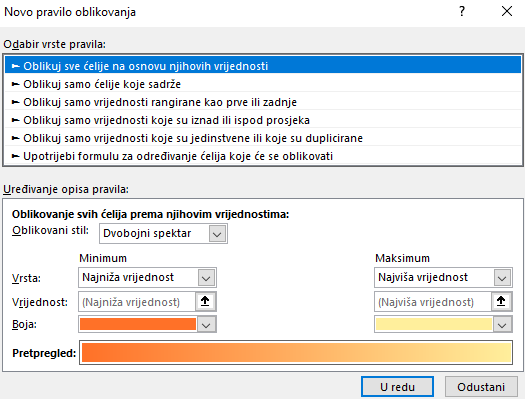 Novo pravilo oblikovanja ? ×
Odabir vrste pravila:
► Oblikuj sve ćelije na osnovu njihovih vrijednosti
► Oblikuj samo ćelije koje sadrže
► Oblikuj samo vrijednosti rangirane kao prve ili zadnje
► Oblikuj samo vrijednosti koje su iznad ili ispod prosjeka
► Oblikuj samo vrijednosti koje su jedinstvene ili koje su duplicirane
► Upotrijebi formulu za određivanje ćelija koje će se oblikovati
Uređivanje opisa pravila:
Oblikovanje svih ćelija prema njihovim vrijednostima:
Oblikovani stil: Dvobojni spektar
Minimum Maksimum
Vrsta: Najniža vrijednost Najviša vrijednost
Vrijednost: (Najniža vrijednost) (Najviša vrijednost)
Boja:
Pretpregled:
U redu Odustani